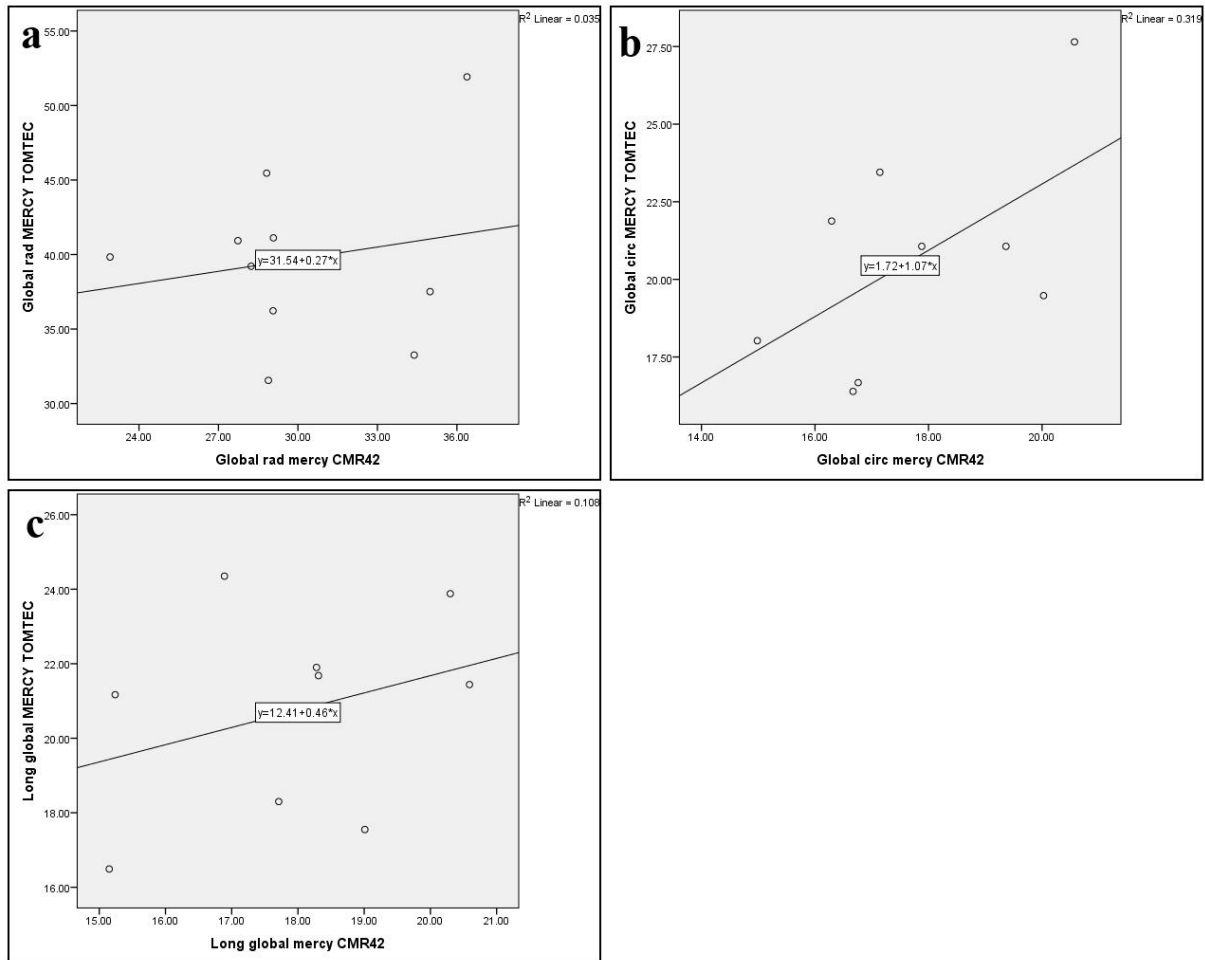 a
R² Linear = 0.035
Global rad MERCY TOMTEC
55.00
50.00
45.00
40.00
35.00
30.00
y=31.54+0.27*x
24.00 27.00 30.00 33.00 36.00
Global rad mercy CMR42
b
R² Linear = 0.319
Global circ MERCY TOMTEC
27.50
25.00
22.50
20.00
17.50
y=1.72+1.07*x
14.00 16.00 18.00 20.00
Global circ mercy CMR42
c
R² Linear = 0.108
Long global MERCY TOMTEC
26.00
24.00
22.00
20.00
18.00
16.00
y=12.41+0.46*x
15.00 16.00 17.00 18.00 19.00 20.00 21.00
Long global mercy CMR42